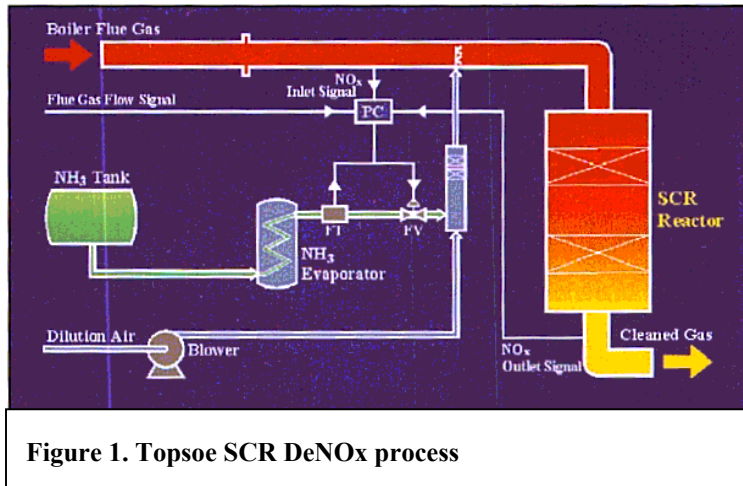 Boiler Flue Gas
NOx
Inlet Signal
Flue Gas Flow Signal
PC
NH3 Tank
SCR
Reactor
FT
FV
NH3
Evaporator
Dilution Air
Blower
NOx
Outlet Signal
Cleaned Gas
Figure 1. Topsoe SCR DeNOx process